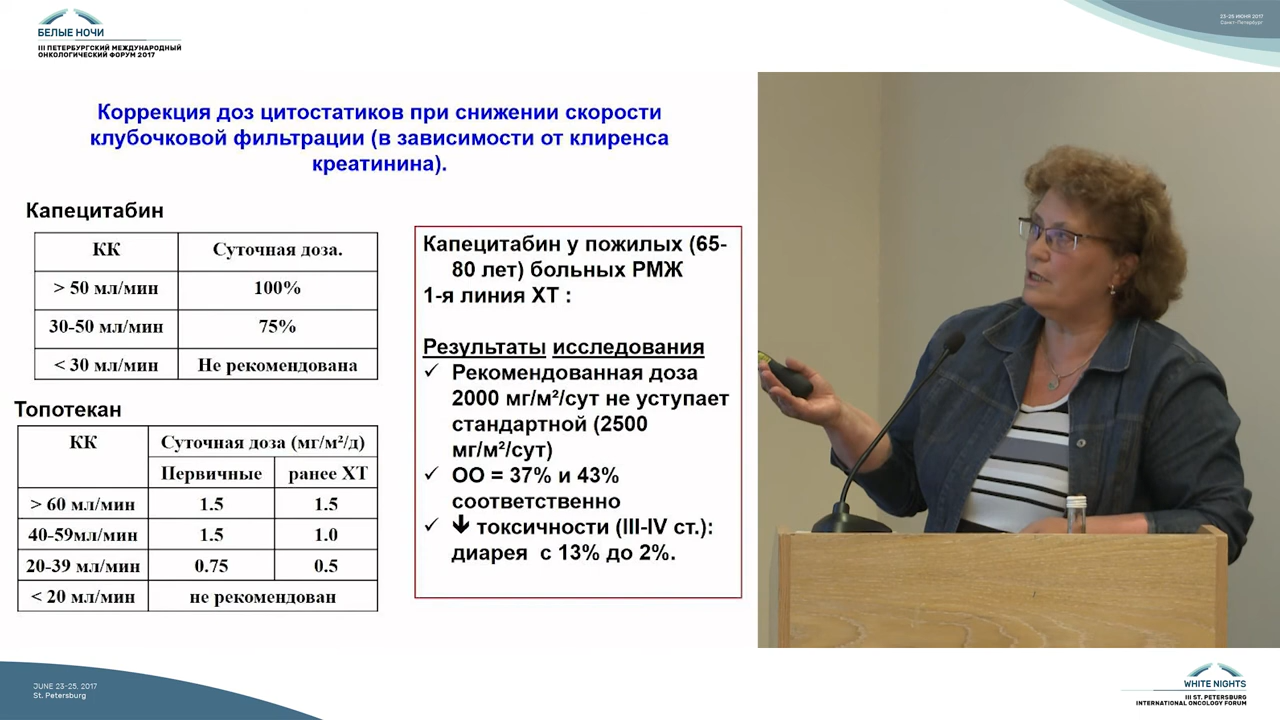 БЕЛЫЕ НОЧИ
III ПЕТЕРБУРГСКИЙ МЕЖДУНАРОДНЫЙ
ОНКОЛОГИЧЕСКИЙ ФОРУМ 2017
23-25 ИЮНЯ 2017
Санкт-Петербург
Коррекция доз цитостатиков при снижении скорости
клубочковой фильтрации (в зависимости от клиренса
креатинина).
Капецитабин
КК Суточная доза.
> 50 мл/мин 100%
30-50 мл/мин 75%
< 30 мл/мин Не рекомендована
Топотекан
КК Суточная доза (мг/м²/д)
Первичные ранее ХТ
> 60 мл/мин 1.5 1.5
40-59мл/мин 1.5 1.0
20-39 мл/мин 0.75 0.5
< 20 мл/мин не рекомендован
Капецитабин у пожилых (65-
80 лет) больных РМЖ
1-я линия ХТ :
Результаты исследования
✓ Рекомендованная доза
2000 мг/м²/сут не уступает
стандартной (2500
мг/м²/сут)
✓ ОО = 37% и 43%
соответственно
✓ 🡻 токсичности (III-IV ст.):
диарея с 13% до 2%.
JUNE 23-25, 2017
St. Petersburg
WHITE NIGHTS
III ST. PETERSBURG
INTERNATIONAL ONCOLOGY FORUM